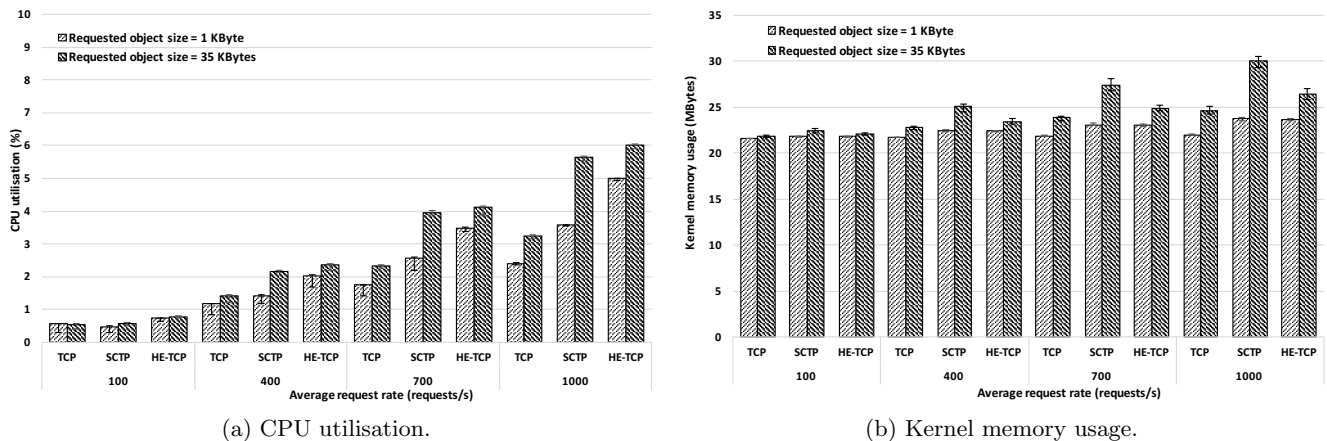 10
9
8
7
6
5
4
3
2
1
0
CPU utilisation (%)
Requested object size = 1 KByte
Requested object size = 35 KBytes
TCP SCTP HE-TCP TCP SCTP HE-TCP TCP SCTP HE-TCP TCP SCTP HE-TCP
100 400 700 1000
Average request rate (requests/s)
(a) CPU utilisation.
35
30
25
20
15
10
5
0
Kernel memory usage (MBytes)
Requested object size = 1 KByte
Requested object size = 35 KBytes
TCP SCTP HE-TCP TCP SCTP HE-TCP TCP SCTP HE-TCP TCP SCTP HE-TCP
100 400 700 1000
Average request rate (requests/s)
(b) Kernel memory usage.